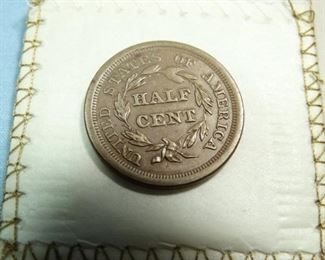 UNITED STATES OF AMERICA
HALF
CENT